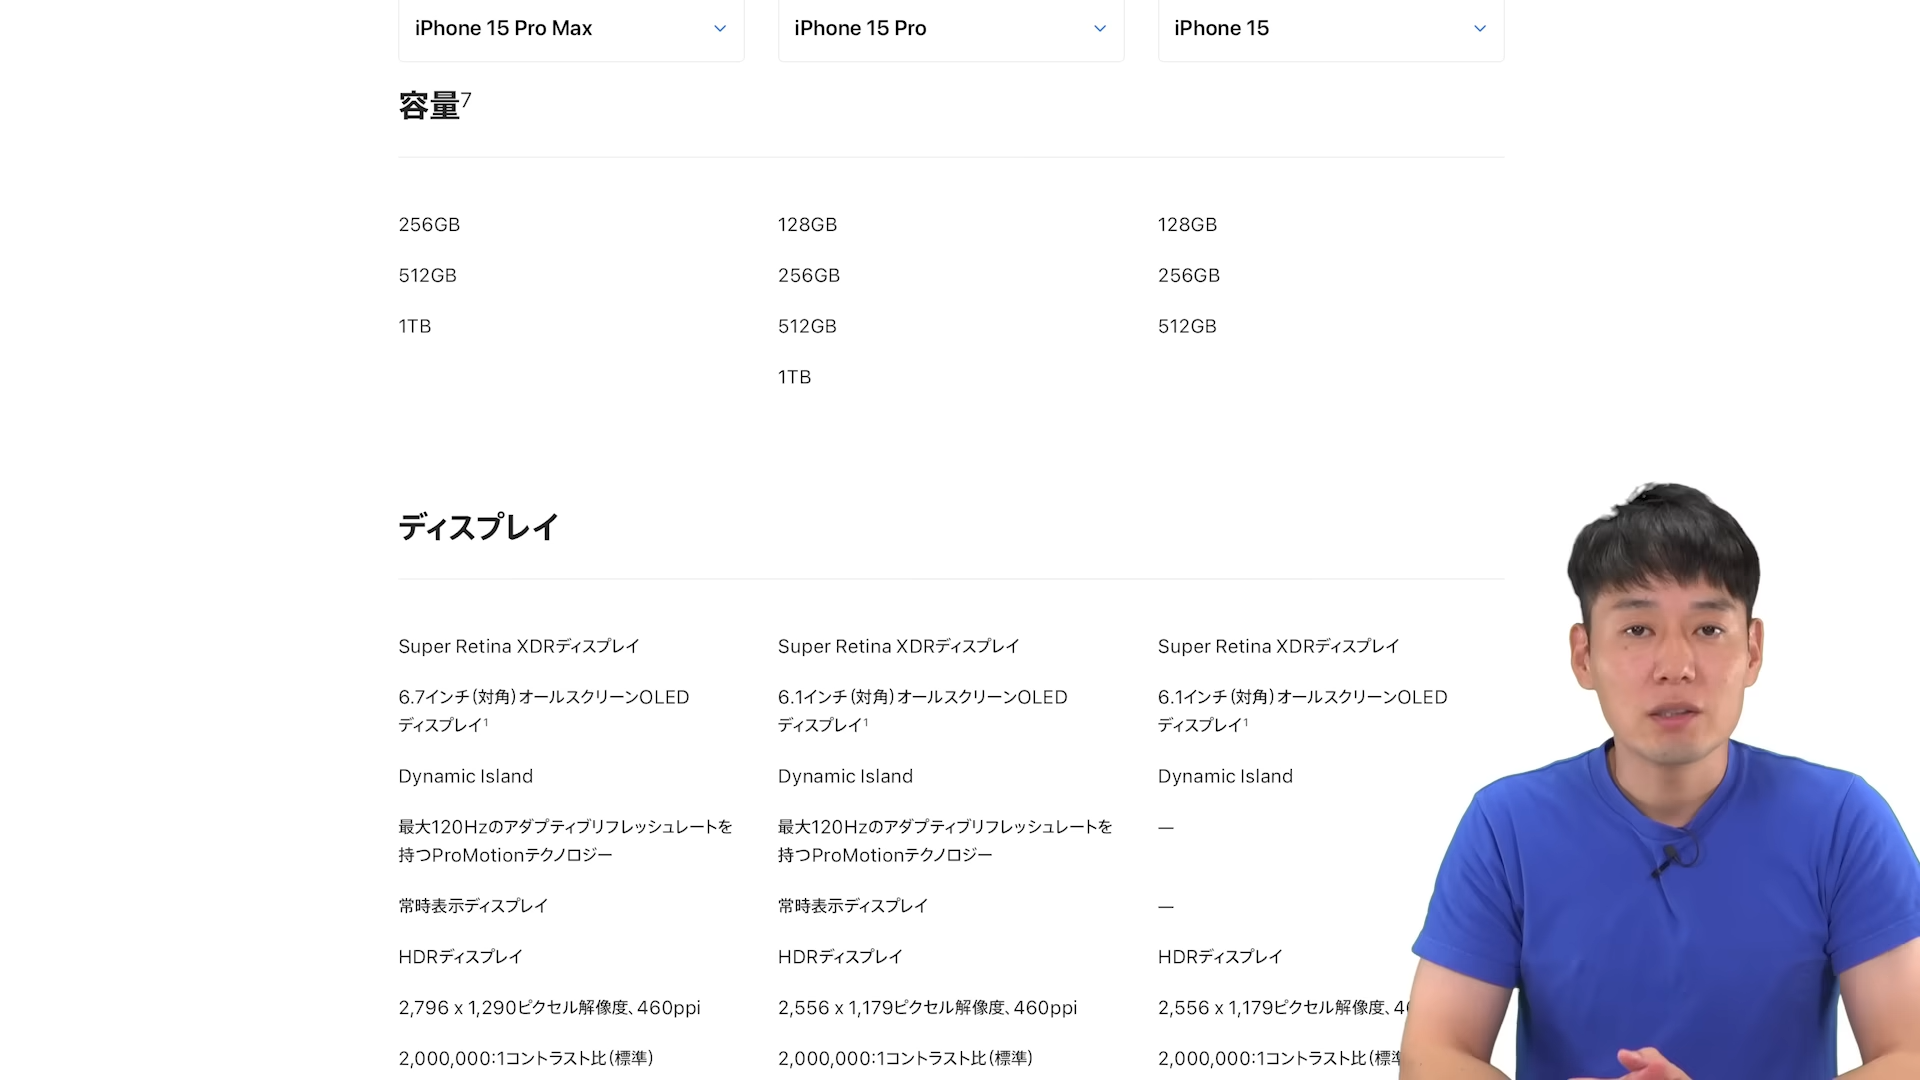 iPhone 15 Pro Max
iPhone 15 Pro
iPhone 15
容量7
256GB
128GB
128GB
512GB
256GB
256GB
1TB
512GB
512GB
1TB
ディスプレイ
Super Retina XDRディスプレイ
Super Retina XDRディスプレイ
Super Retina XDRディスプレイ
6.7インチ（対角）オールスクリーンOLED
ディスプレイ1
6.1インチ（対角）オールスクリーンOLED
ディスプレイ1
6.1インチ（対角）オールスクリーンOLED
ディスプレイ1
Dynamic Island
Dynamic Island
Dynamic Island
最大120Hzのアダプティブリフレッシュレートを
持つProMotionテクノロジー
最大120Hzのアダプティブリフレッシュレートを
持つProMotionテクノロジー
—
常時表示ディスプレイ
常時表示ディスプレイ
—
HDRディスプレイ
HDRディスプレイ
HDRディスプレイ
2,796 x 1,290ピクセル解像度、460ppi
2,556 x 1,179ピクセル解像度、460ppi
2,556 x 1,179ピクセル解像度、
2,000,000:1コントラスト比（標準）
2,000,000:1コントラスト比（標準）
2,000,000:1コントラスト比（標準